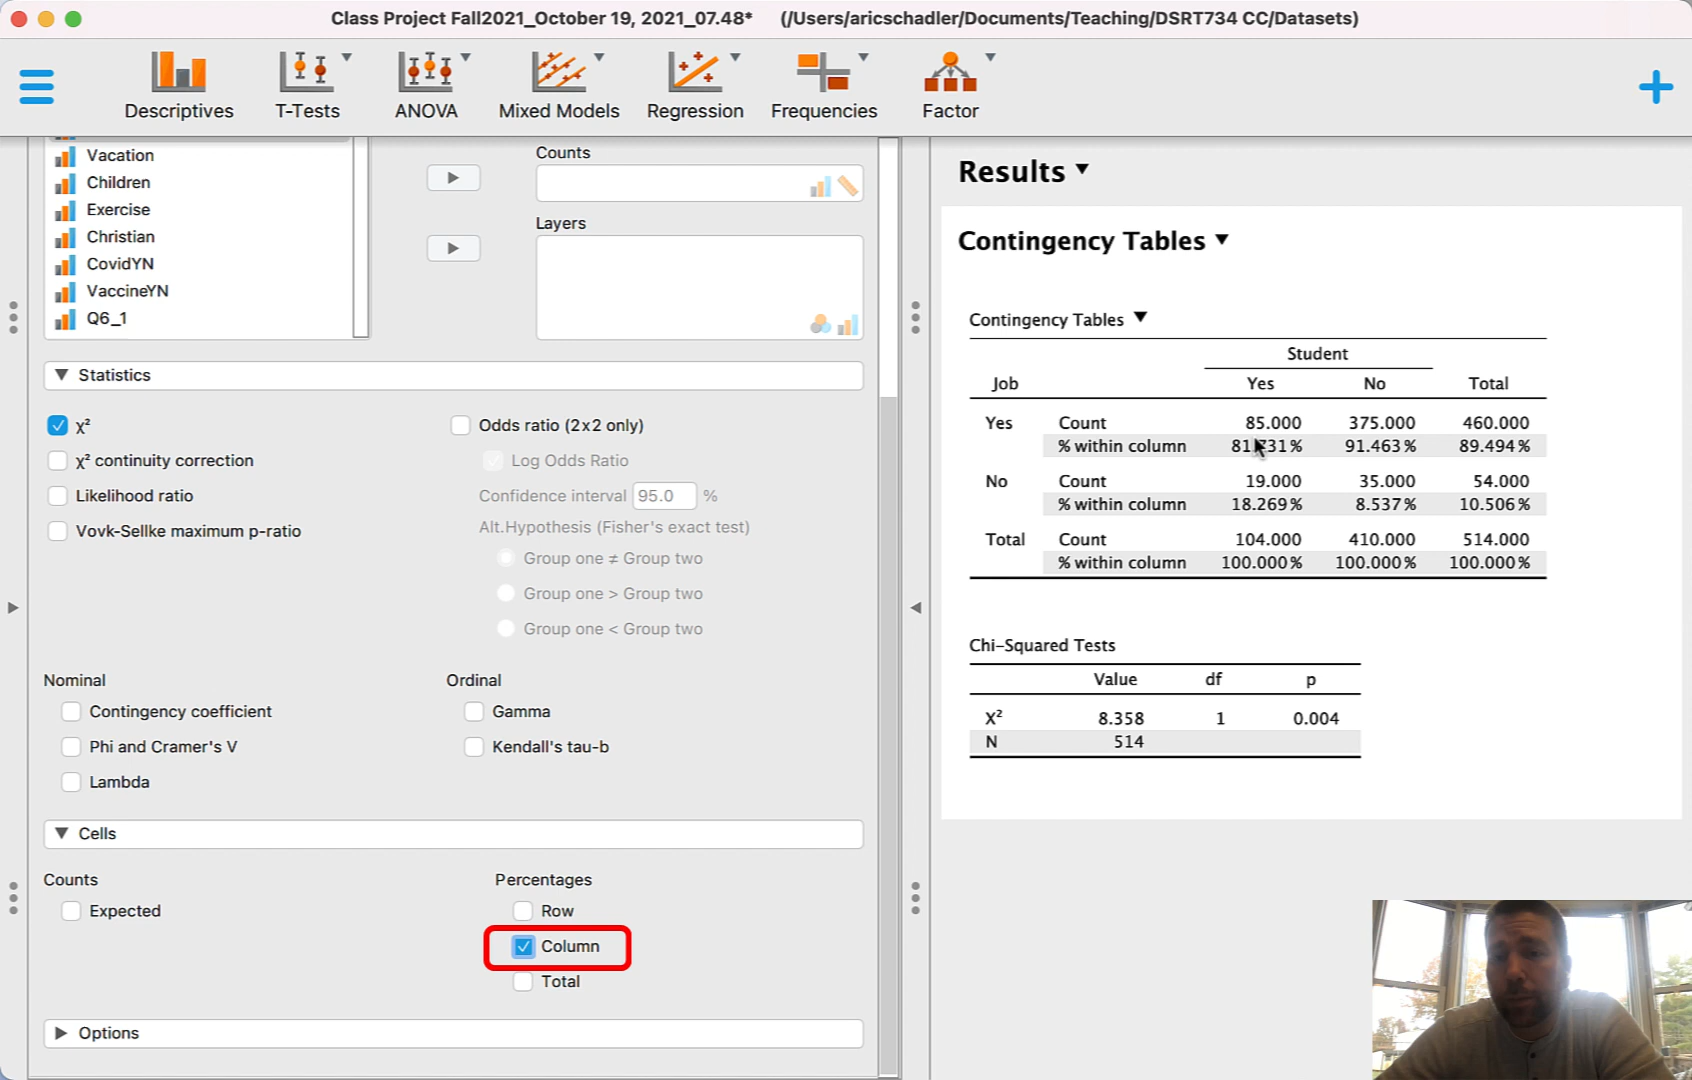 Class Project Fall2021_October 19, 2021_07.48* (/Users/aricschadler/Documents/Teaching/DSRT734 CC/Datasets)
Descriptives T-Tests ANOVA Mixed Models Regression Frequencies Factor
Vacation
Children
Exercise
Christian
CovidYN
VaccineYN
Q6_1
Counts
Layers
Statistics
χ²
χ² continuity correction
Likelihood ratio
Vovk-Sellke maximum p-ratio
Odds ratio (2x2 only)
Log Odds Ratio
Confidence interval 95.0 %
Alt.Hypothesis (Fisher's exact test)
Group one ≠ Group two
Group one > Group two
Group one < Group two
Nominal
Contingency coefficient
Phi and Cramer's V
Lambda
Ordinal
Gamma
Kendall's tau-b
Cells
Counts
Expected
Percentages
Row
Column
Total
Options
Results
Contingency Tables
Contingency Tables
Student
Job Yes No Total
Yes Count 85.000 375.000 460.000
% within column 91.463% 89.494%
No Count 19.000 35.000 54.000
% within column 18.269% 8.537% 10.506%
Total Count 104.000 410.000 514.000
% within column 100.000% 100.000% 100.000%
Chi-Squared Tests
Value df p
Χ² 8.358 1 0.004
N 514